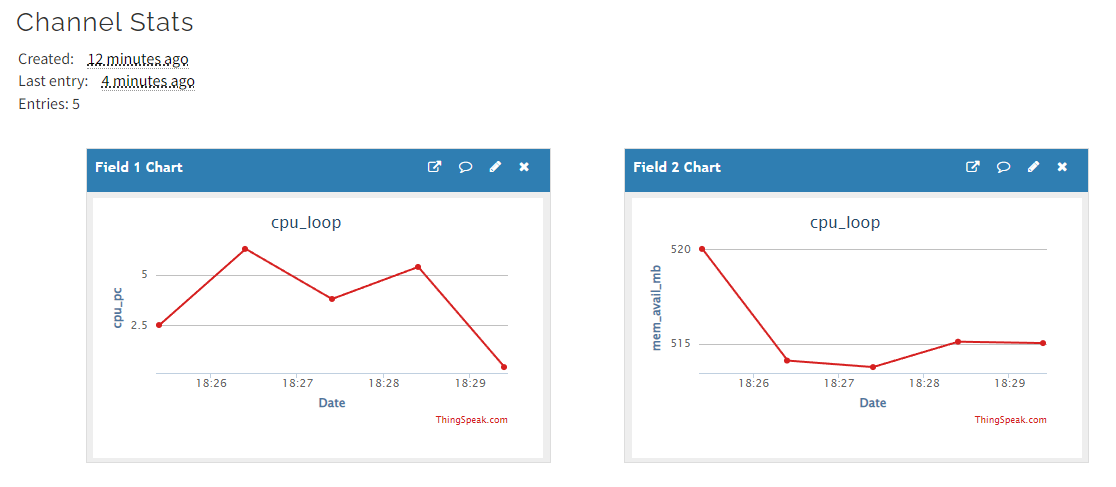 Channel Stats
Created: 12 minutes ago
Last entry: 4 minutes ago
Entries: 5
Field 1 Chart
cpu_loop
5
2.5
cpu_pc
18:26 18:27 18:28 18:29
Date
ThingSpeak.com
Field 2 Chart
cpu_loop
520
515
mem_avail_mb
18:26 18:27 18:28 18:29
Date
ThingSpeak.com